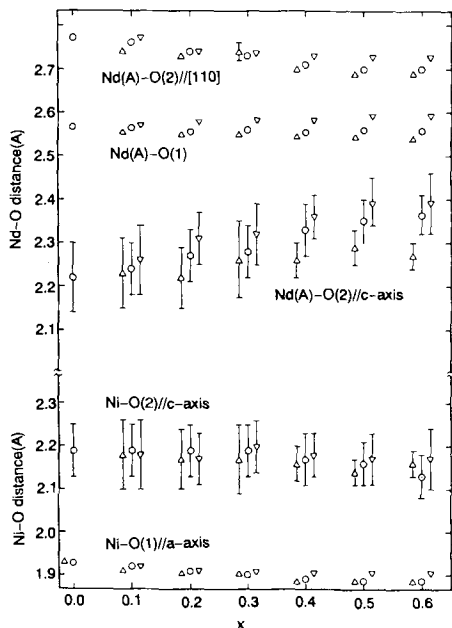 2.7
Nd(A)-O(2)//[110]
2.6
Nd(A)-O(1)
2.5
2.4
2.3
Nd(A)-O(2)//c-axis
2.2
2.1
Nd-O distance(A)
2.3
Ni-O(2)//c-axis
2.2
2.1
Ni-O(1)//a-axis
1.9
Ni-O distance(A)
0.0 0.1 0.2 0.3 0.4 0.5 0.6
x